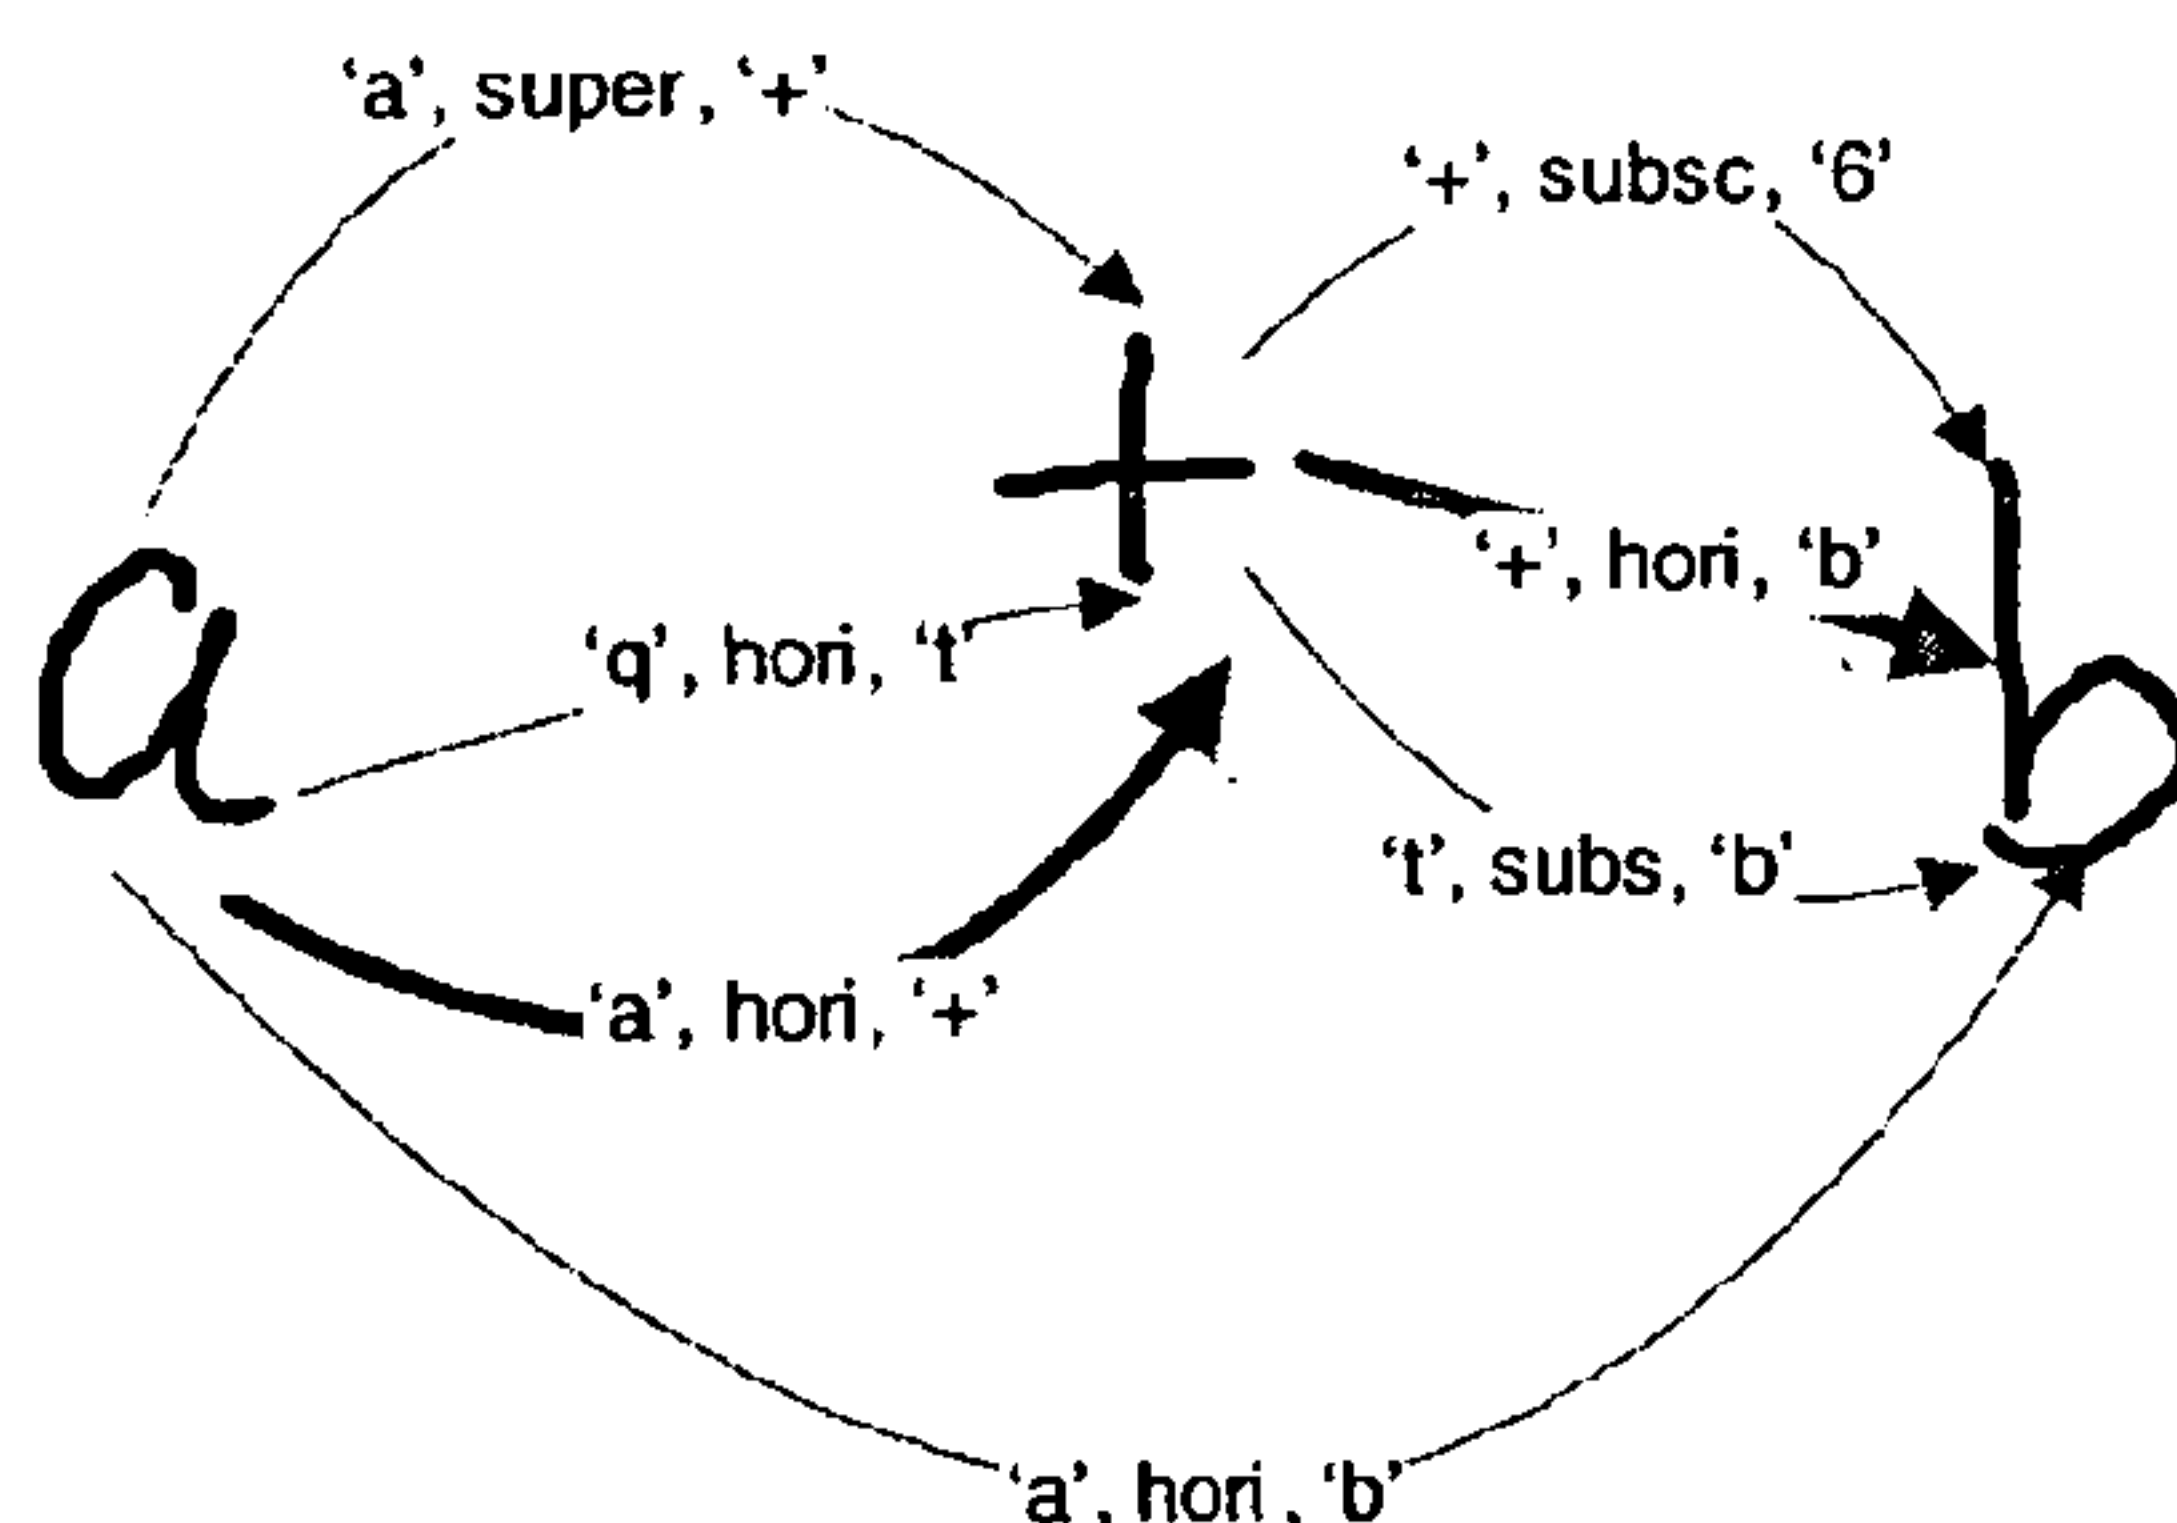 ‘a’, super, ‘+’
‘+’, subsc, ‘6’
a
+
b
‘+’, hori, ‘b’
‘q’, hori, ‘t’
‘t’, subs, ‘b’
‘a’, hori, ‘+’
‘a’, hori, ‘b’